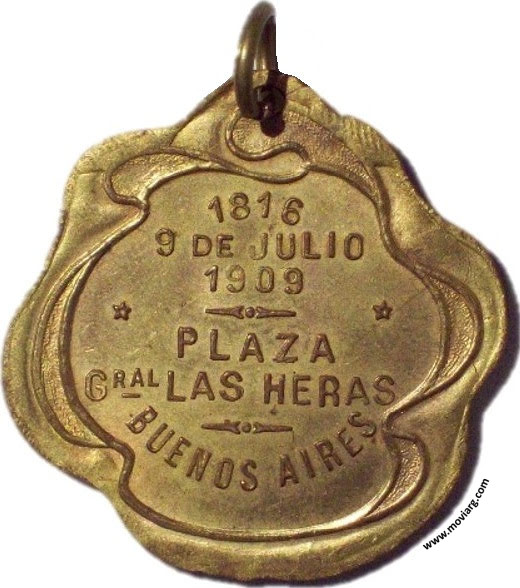 1816
9 DE JULIO
1909
PLAZA
GRAL LAS HERAS
BUENOS AIRES
www.moviarg.com